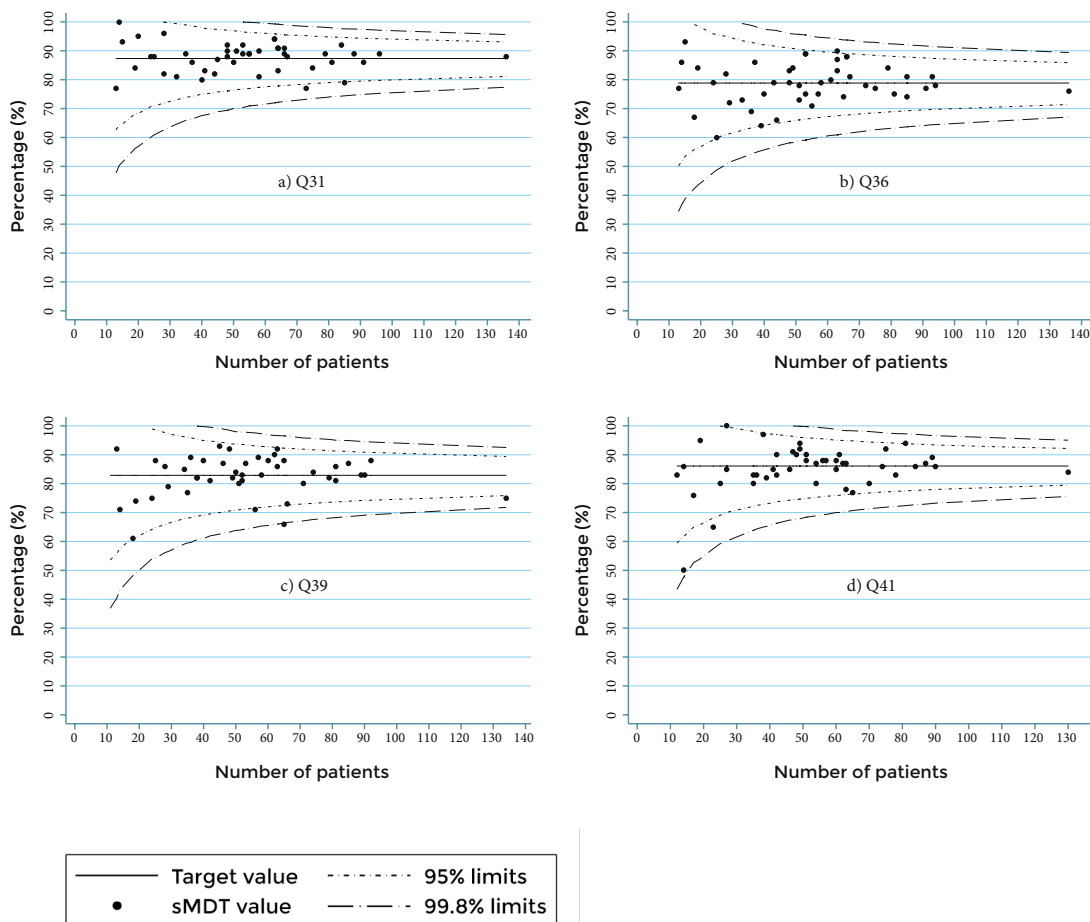 Percentage (%)
0 10 20 30 40 50 60 70 80 90 100
a) Q31
0 10 20 30 40 50 60 70 80 90 100 110 120 130 140
Number of patients
Percentage (%)
0 10 20 30 40 50 60 70 80 90 100
b) Q36
0 10 20 30 40 50 60 70 80 90 100 110 120 130 140
Number of patients
Percentage (%)
0 10 20 30 40 50 60 70 80 90 100
c) Q39
0 10 20 30 40 50 60 70 80 90 100 110 120 130 140
Number of patients
Percentage (%)
0 10 20 30 40 50 60 70 80 90 100
d) Q41
0 10 20 30 40 50 60 70 80 90 100 110 120 130
Number of patients
Target value
95% limits
sMDT value
99.8% limits